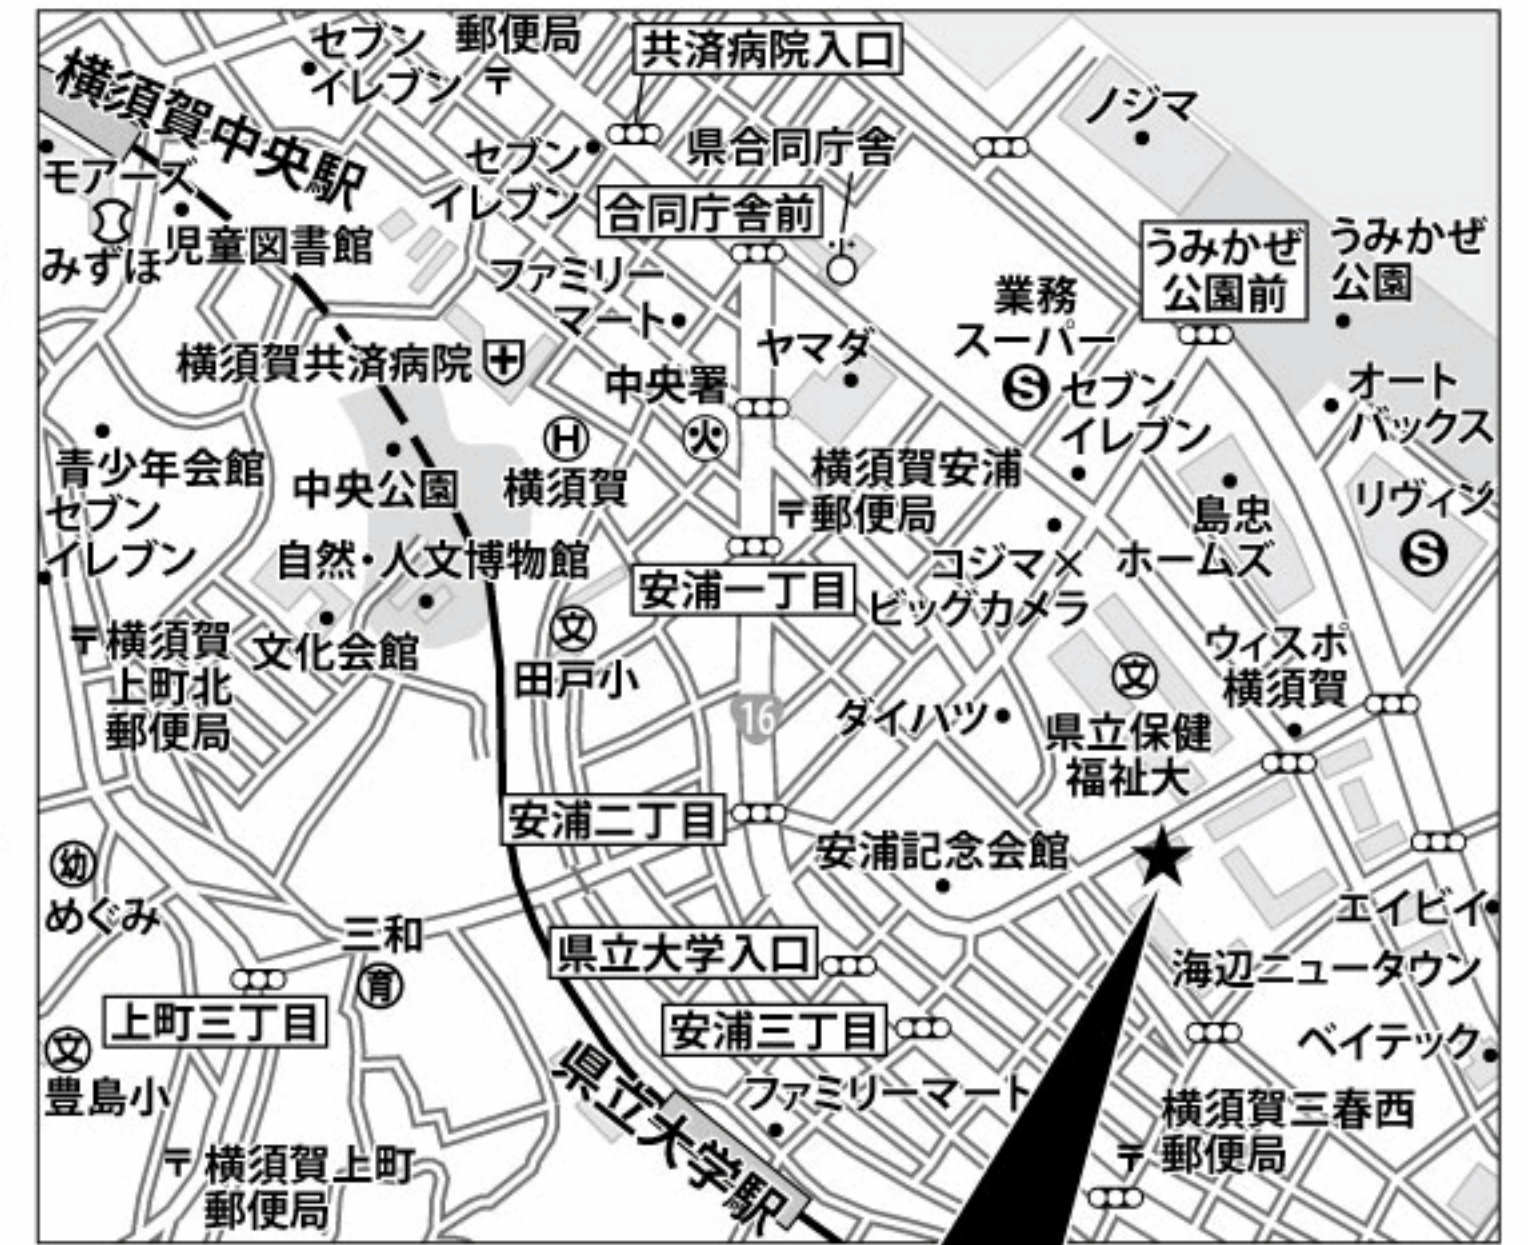 セブン
イレブン
郵便局
〒
共済病院入口
ノジマ
横須賀中央駅
モアーズ
みずほ
児童図書館
セブン
イレブン
県合同庁舎
合同庁舎前
うみかぜ
公園前
うみかぜ
公園
ファミリー
マート
業務
スーパー
S
横須賀共済病院
ヤマダ
中央署
火
セブン
イレブン
オート
バックス
青少年会館
中央公園
H
横須賀
横須賀安浦
〒郵便局
島忠
ホームズ
リヴィン
S
セブン
イレブン
自然・人文博物館
安浦一丁目
コジマ×
ビッグカメラ
〒横須賀
上町北
郵便局
文化会館
文
田戸小
16
ダイハツ
文
県立保健
福祉大
ウィスポ
横須賀
安浦二丁目
安浦記念会館
★
幼
めぐみ
三和
育
県立大学入口
エイビイ
海辺ニュータウン
上町三丁目
安浦三丁目
ベイテック
文
豊島小
県立大学駅
ファミリーマート
横須賀三春西
〒郵便局
〒横須賀上町
郵便局